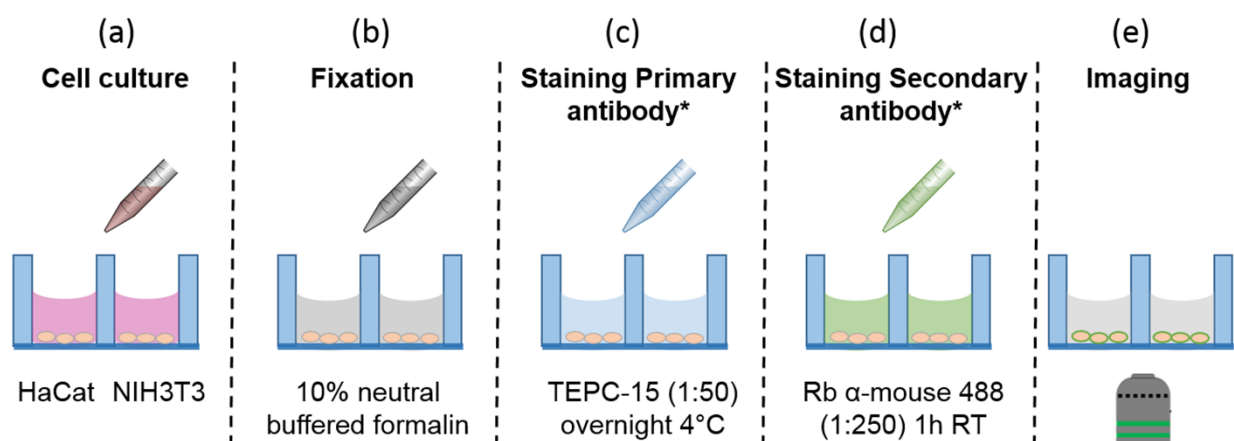 (a)
Cell culture
HaCat NIH3T3
(b)
Fixation
10% neutral
buffered formalin
(c)
Staining Primary
antibody*
TEPC-15 (1:50)
overnight 4°C
(d)
Staining Secondary
antibody*
Rb α-mouse 488
(1:250) 1h RT
(e)
Imaging